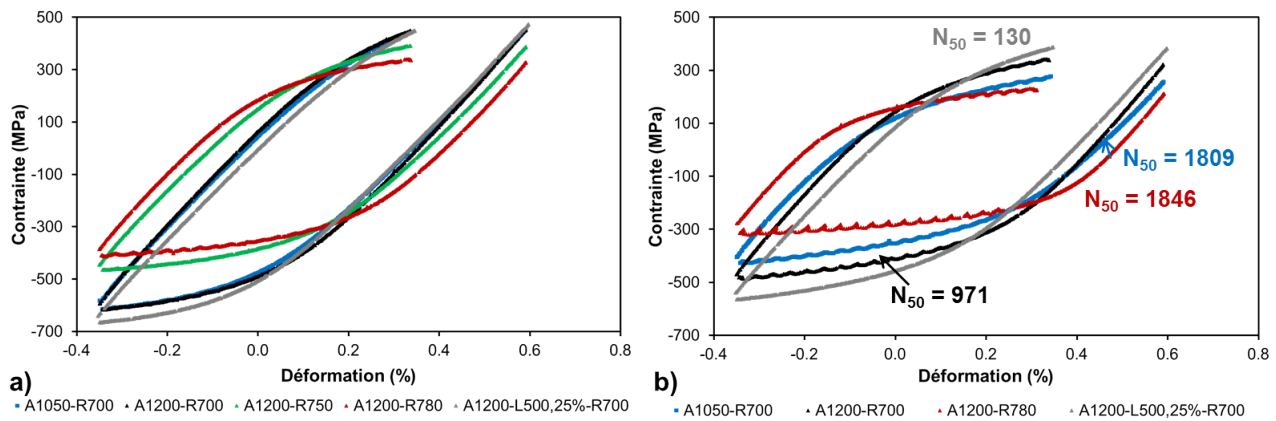 500
300
100
-100
-300
-500
-700
Contrainte (MPa)
-0.4 -0.2 0.0 0.2 0.4 0.6 0.8
Déformation (%)
a)
A1050-R700 A1200-R700 A1200-R750 A1200-R780 A1200-L500,25%-R700
500
300
100
-100
-300
-500
-700
Contrainte (MPa)
N50 = 130
N50 = 1809
N50 = 1846
N50 = 971
-0.4 -0.2 0.0 0.2 0.4 0.6 0.8
Déformation (%)
b)
A1050-R700 A1200-R700 A1200-R780 A1200-L500,25%-R700